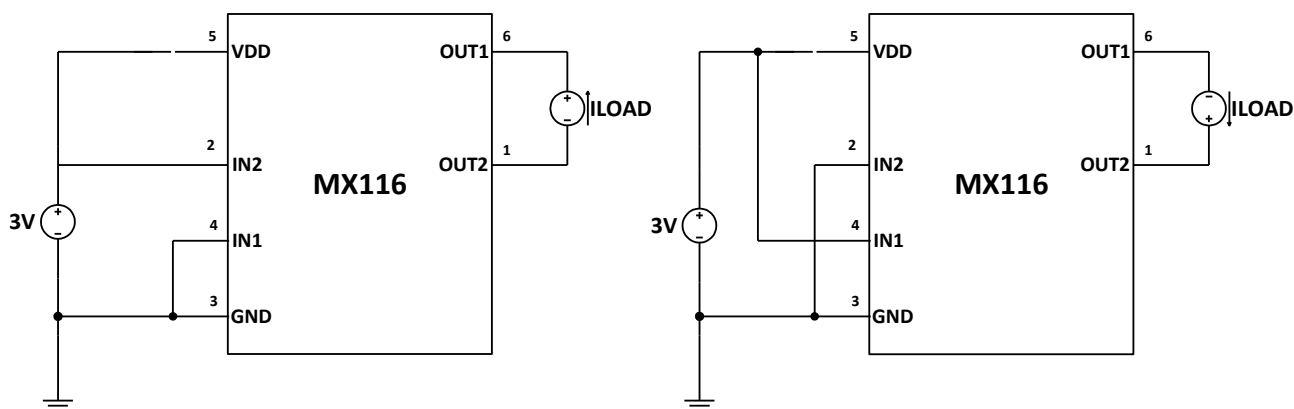 5 VDD OUT1 6
+
-
ILOAD
2 IN2 OUT2 1
MX116
3V
+
-
4 IN1
3 GND
5 VDD OUT1 6
-
+
ILOAD
2 IN2 OUT2 1
MX116
3V
+
-
4 IN1
3 GND